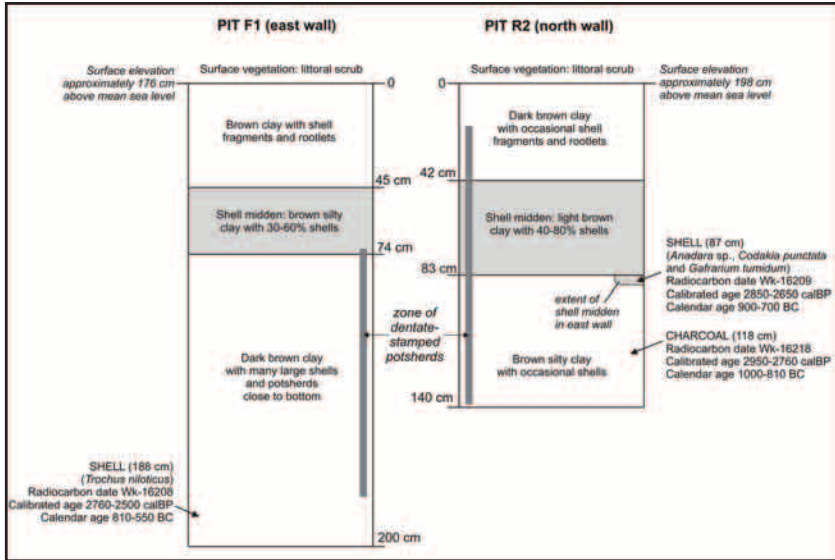 PIT F1 (east wall)
Surface elevation
approximately 176 cm
above mean sea level
Surface vegetation: littoral scrub
0
Brown clay with shell
fragments and rootlets
45 cm
Shell midden: brown silty
clay with 30-60% shells
74 cm
Dark brown clay
with many large shells
and potsherds
close to bottom
SHELL (188 cm)
(Trochus niloticus)
Radiocarbon date Wk-16208
Calibrated age 2760-2500 calBP
Calendar age 810-550 BC
200 cm
zone of
dentate-
stamped
potsherds
PIT R2 (north wall)
Surface vegetation: littoral scrub
0
Surface elevation
approximately 198 cm
above mean sea level
Dark brown clay
with occasional shell
fragments and rootlets
42 cm
Shell midden: light brown
clay with 40-80% shells
83 cm
extent of
shell midden
in east wall
SHELL (87 cm)
(Anadara sp., Codakia punctata
and Gafrarium tumidum)
Radiocarbon date Wk-16209
Calibrated age 2850-2650 calBP
Calendar age 900-700 BC
Brown silty clay
with occasional shells
CHARCOAL (118 cm)
Radiocarbon date Wk-16218
Calibrated age 2950-2760 calBP
Calendar age 1000-810 BC
140 cm